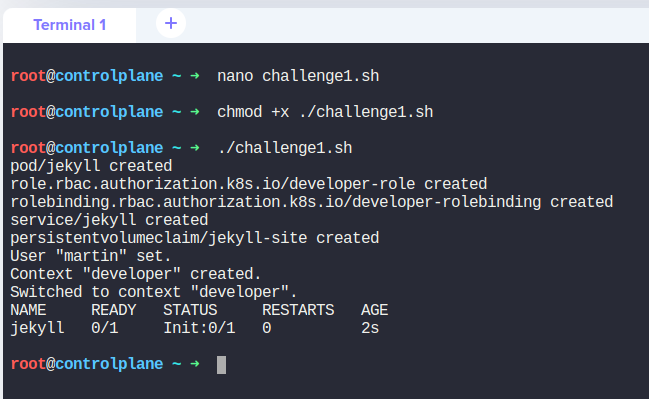 Terminal 1 +
root@controlplane ~ ➜ nano challenge1.sh
root@controlplane ~ ➜ chmod +x ./challenge1.sh
root@controlplane ~ ➜ ./challenge1.sh
pod/jekyll created
role.rbac.authorization.k8s.io/developer-role created
rolebinding.rbac.authorization.k8s.io/developer-rolebinding created
service/jekyll created
persistentvolumeclaim/jekyll-site created
User "martin" set.
Context "developer" created.
Switched to context "developer".
NAME READY STATUS RESTARTS AGE
jekyll 0/1 Init:0/1 0 2s
root@controlplane ~ ➜